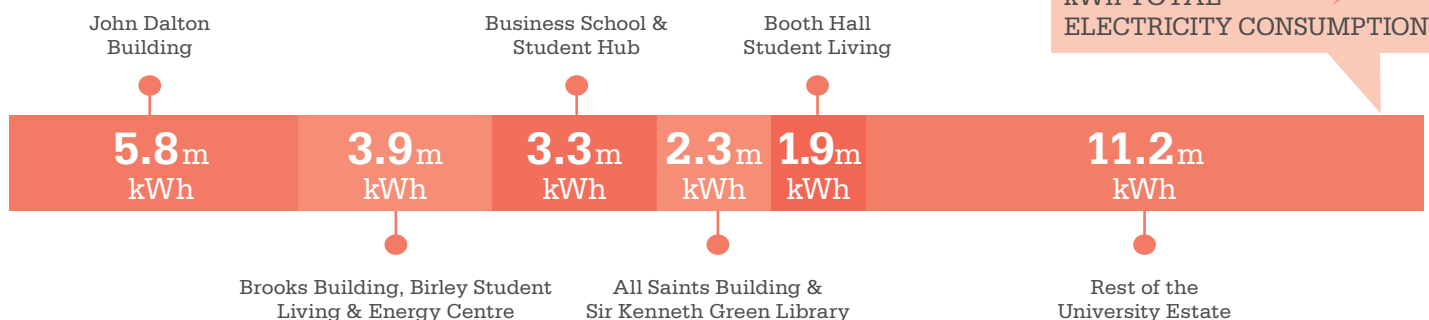 kWh TOTAL
ELECTRICITY CONSUMPTION
John Dalton
Building
Business School &
Student Hub
Booth Hall
Student Living
5.8m
kWh
3.9m
kWh
3.3m
kWh
2.3m
kWh
1.9m
kWh
11.2m
kWh
Brooks Building, Birley Student
Living & Energy Centre
All Saints Building &
Sir Kenneth Green Library
Rest of the
University Estate